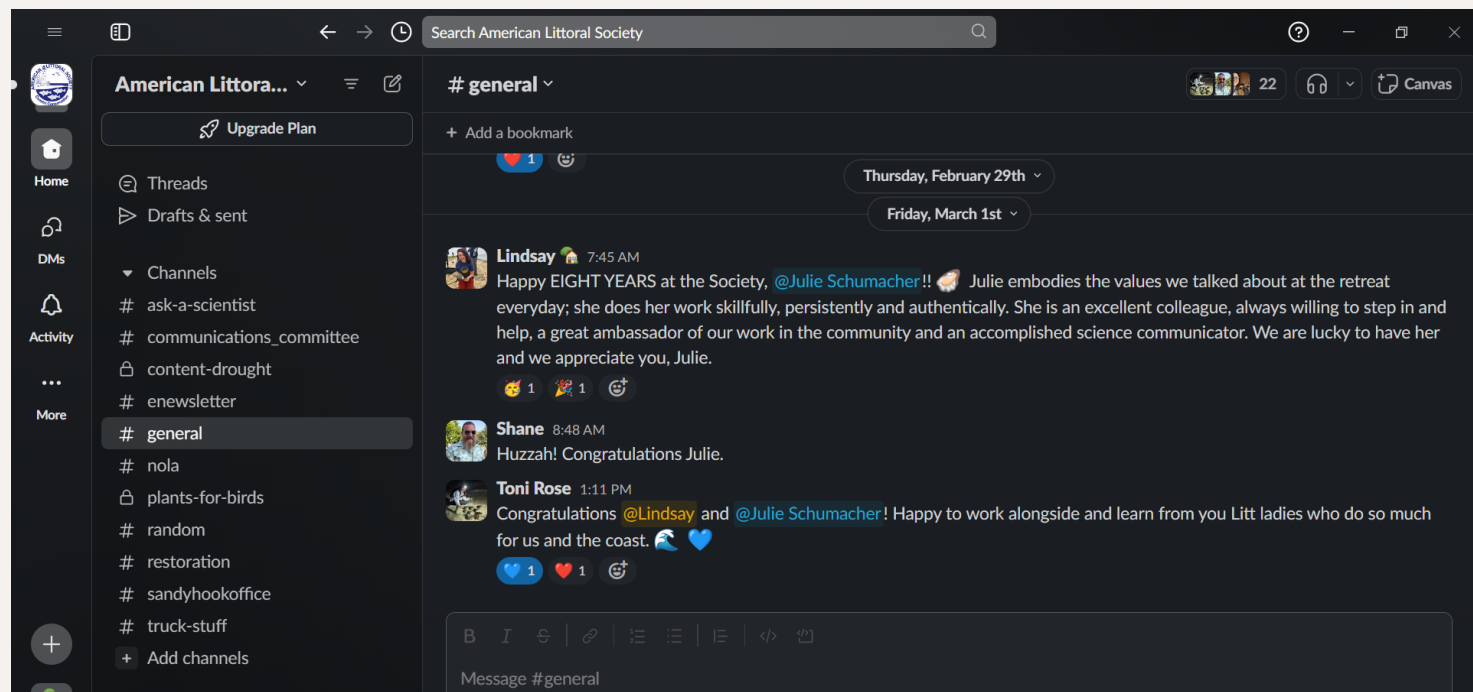 Search American Littoral Society
American Littora...
# general
22
Canvas
Upgrade Plan
+ Add a bookmark
Home
DMs
Activity
More
Threads
Drafts & sent
Channels
# ask-a-scientist
# communications_committee
content-drought
# enewsletter
# general
# nola
plants-for-birds
# random
# restoration
# sandyhookoffice
# truck-stuff
+ Add channels
❤️ 1
Thursday, February 29th
Friday, March 1st
Lindsay 🏡 7:45 AM
Happy EIGHT YEARS at the Society, @Julie Schumacher!! 🦪 Julie embodies the values we talked about at the retreat
everyday; she does her work skillfully, persistently and authentically. She is an excellent colleague, always willing to step in and
help, a great ambassador of our work in the community and an accomplished science communicator. We are lucky to have her
and we appreciate you, Julie.
🥳 1 🎉 1
Shane 8:48 AM
Huzzah! Congratulations Julie.
Toni Rose 1:11 PM
Congratulations @Lindsay and @Julie Schumacher! Happy to work alongside and learn from you Litt ladies who do so much
for us and the coast. 🌊 💙
💙 1 ❤️ 1
B I S
Message #general